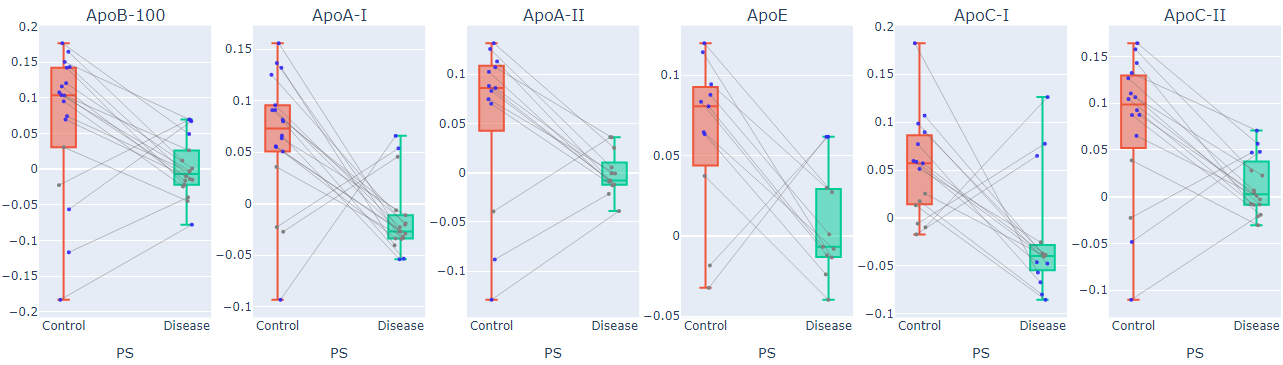 ApoB-100
0.2
0.15
0.1
0.05
0
−0.05
−0.1
−0.15
−0.2
Control Disease
PS
ApoA-I
0.15
0.1
0.05
0
−0.05
−0.1
Control Disease
PS
ApoA-II
0.1
0.05
0
−0.05
−0.1
Control Disease
PS
ApoE
0.1
0.05
0
−0.05
Control Disease
PS
ApoC-I
0.2
0.15
0.1
0.05
0
−0.05
−0.1
Control Disease
PS
ApoC-II
0.15
0.1
0.05
0
−0.05
−0.1
Control Disease
PS